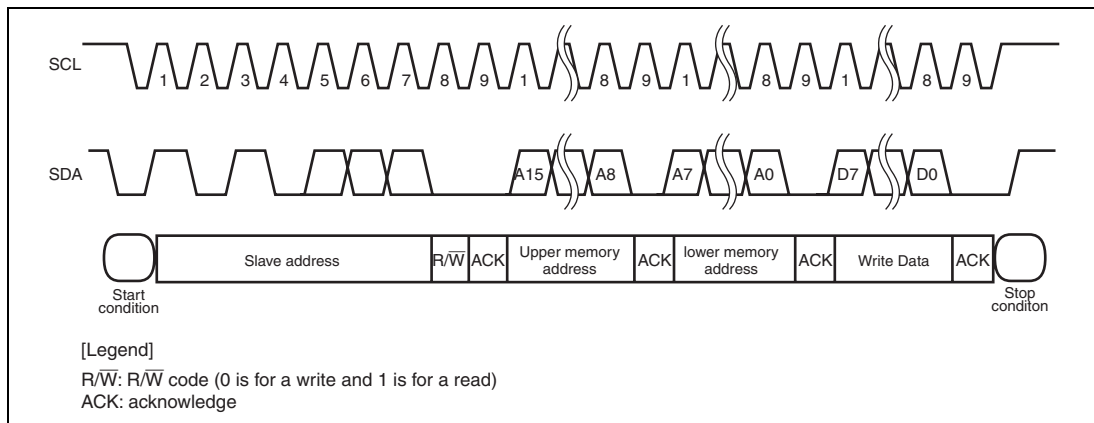 SCL
1 2 3 4 5 6 7 8 9 1 8 9 1 8 9 1 8 9
SDA
A15 A8 A7 A0 D7 D0
Slave address
R/W̅
ACK
Upper memory
address
ACK
lower memory
address
ACK
Write Data
ACK
Start
condition
Stop
conditon
[Legend]
R/W̅: R/W̅ code (0 is for a write and 1 is for a read)
ACK: acknowledge